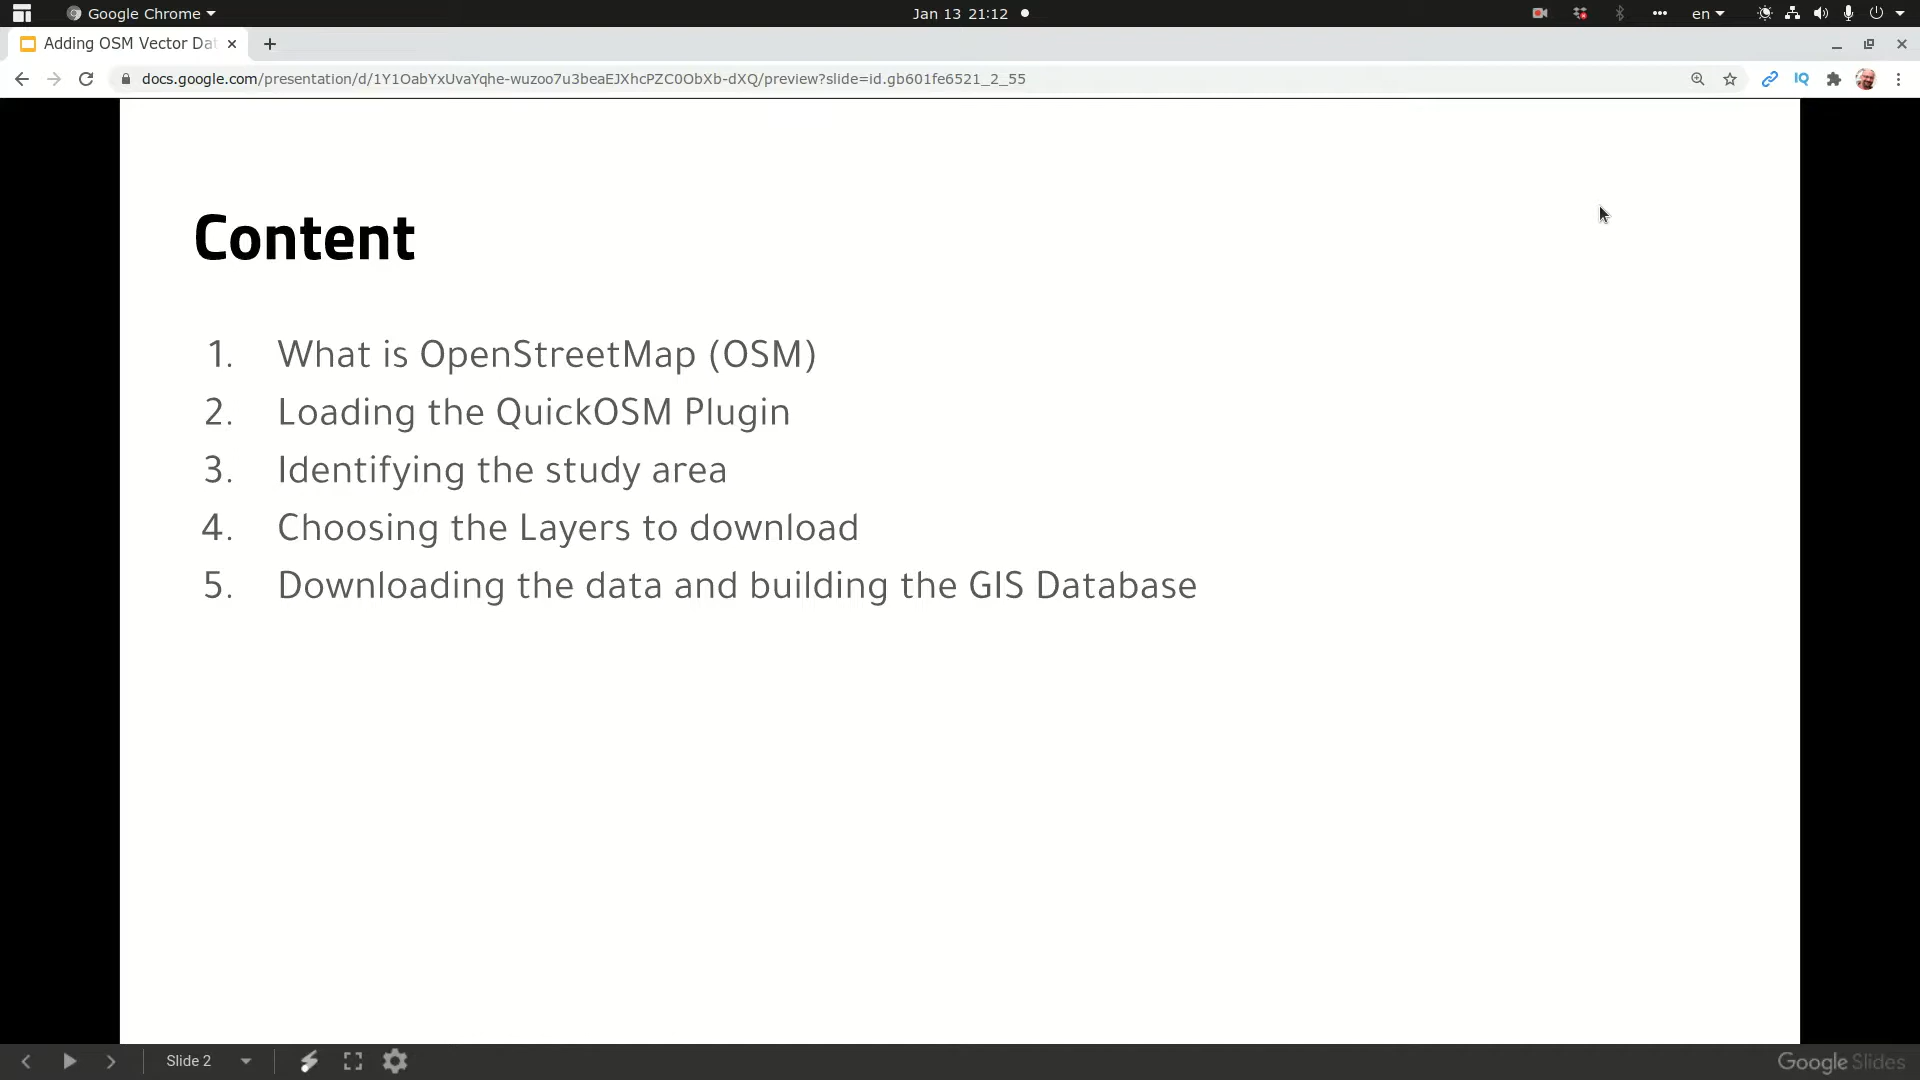 Google Chrome
Jan 13 21:12
en
Adding OSM Vector Dat
docs.google.com/presentation/d/1Y1OabYxUvaYqhe-wuzoo7u3beaEJXhcPZC0ObXb-dXQ/preview?slide=id.gb601fe6521_2_55
IQ
Content
1. What is OpenStreetMap (OSM)
2. Loading the QuickOSM Plugin
3. Identifying the study area
4. Choosing the Layers to download
5. Downloading the data and building the GIS Database
Slide 2
Google Slides